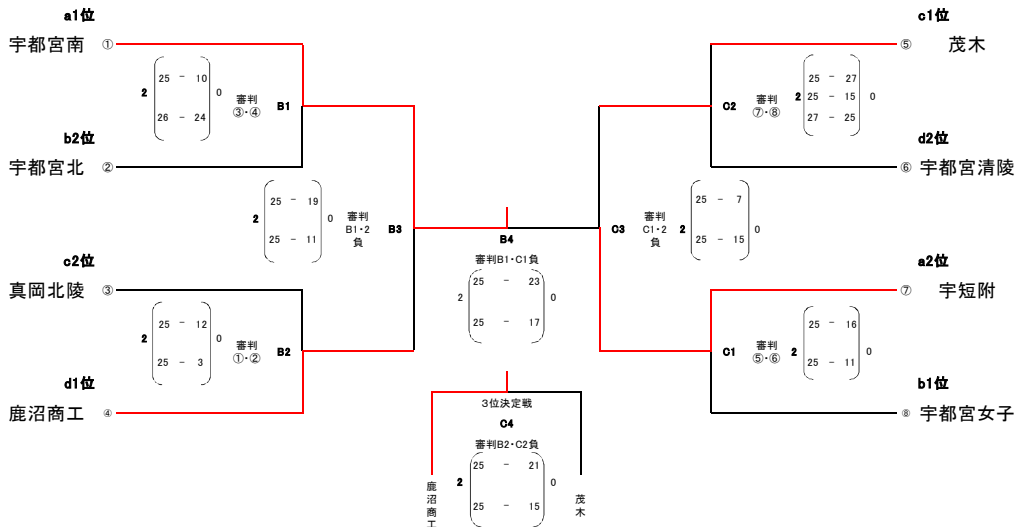 a1位
宇都宮南 ①
25 - 10
2 0
26 - 24
審判
③・④
B1
b2位
宇都宮北 ②
25 - 19
2 0
25 - 11
審判
B1・2
負
B3
c2位
真岡北陵 ③
25 - 12
2 0
25 - 3
審判
①・②
B2
d1位
鹿沼商工 ④
B4
審判B1・C1負
25 - 23
2 0
25 - 17
3位決定戦
C4
審判B2・C2負
25 - 21
2 0
25 - 15
鹿沼商工
茂木
c1位
⑤ 茂木
C2
審判
⑦・⑧
25 - 27
2 25 - 15 0
27 - 25
d2位
⑥ 宇都宮清陵
C3
審判
C1・2
負
25 - 7
2 0
25 - 15
a2位
⑦ 宇短附
C1
審判
⑤・⑥
25 - 16
2 0
25 - 11
b1位
⑧ 宇都宮女子